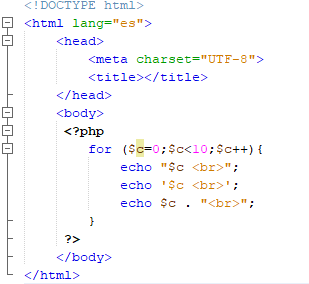 <!DOCTYPE html>
<html lang="es">
<head>
<meta charset="UTF-8">
<title></title>
</head>
<body>
<?php
for ($c=0;$c<10;$c++){
echo "$c <br>";
echo '$c <br>';
echo $c . "<br>";
}
?>
</body>
</html>